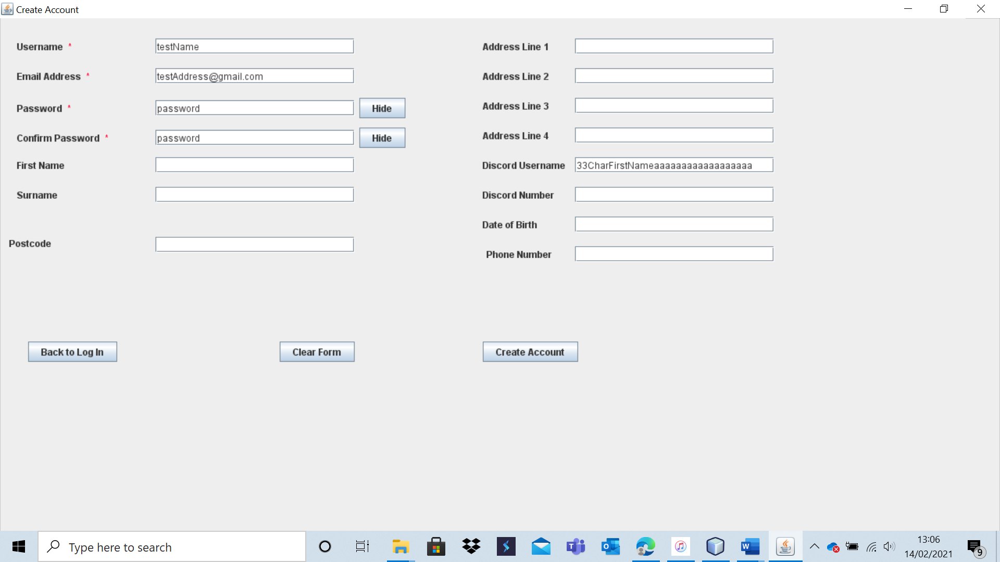 Create Account
Username *
testName
Email Address *
testAddress@gmail.com
Password *
password
Hide
Confirm Password *
password
Hide
First Name
Surname
Postcode
Address Line 1
Address Line 2
Address Line 3
Address Line 4
Discord Username
33CharFirstNameaaaaaaaaaaaaaaaaaa
Discord Number
Date of Birth
Phone Number
Back to Log In
Clear Form
Create Account
Type here to search
13:06
14/02/2021
9